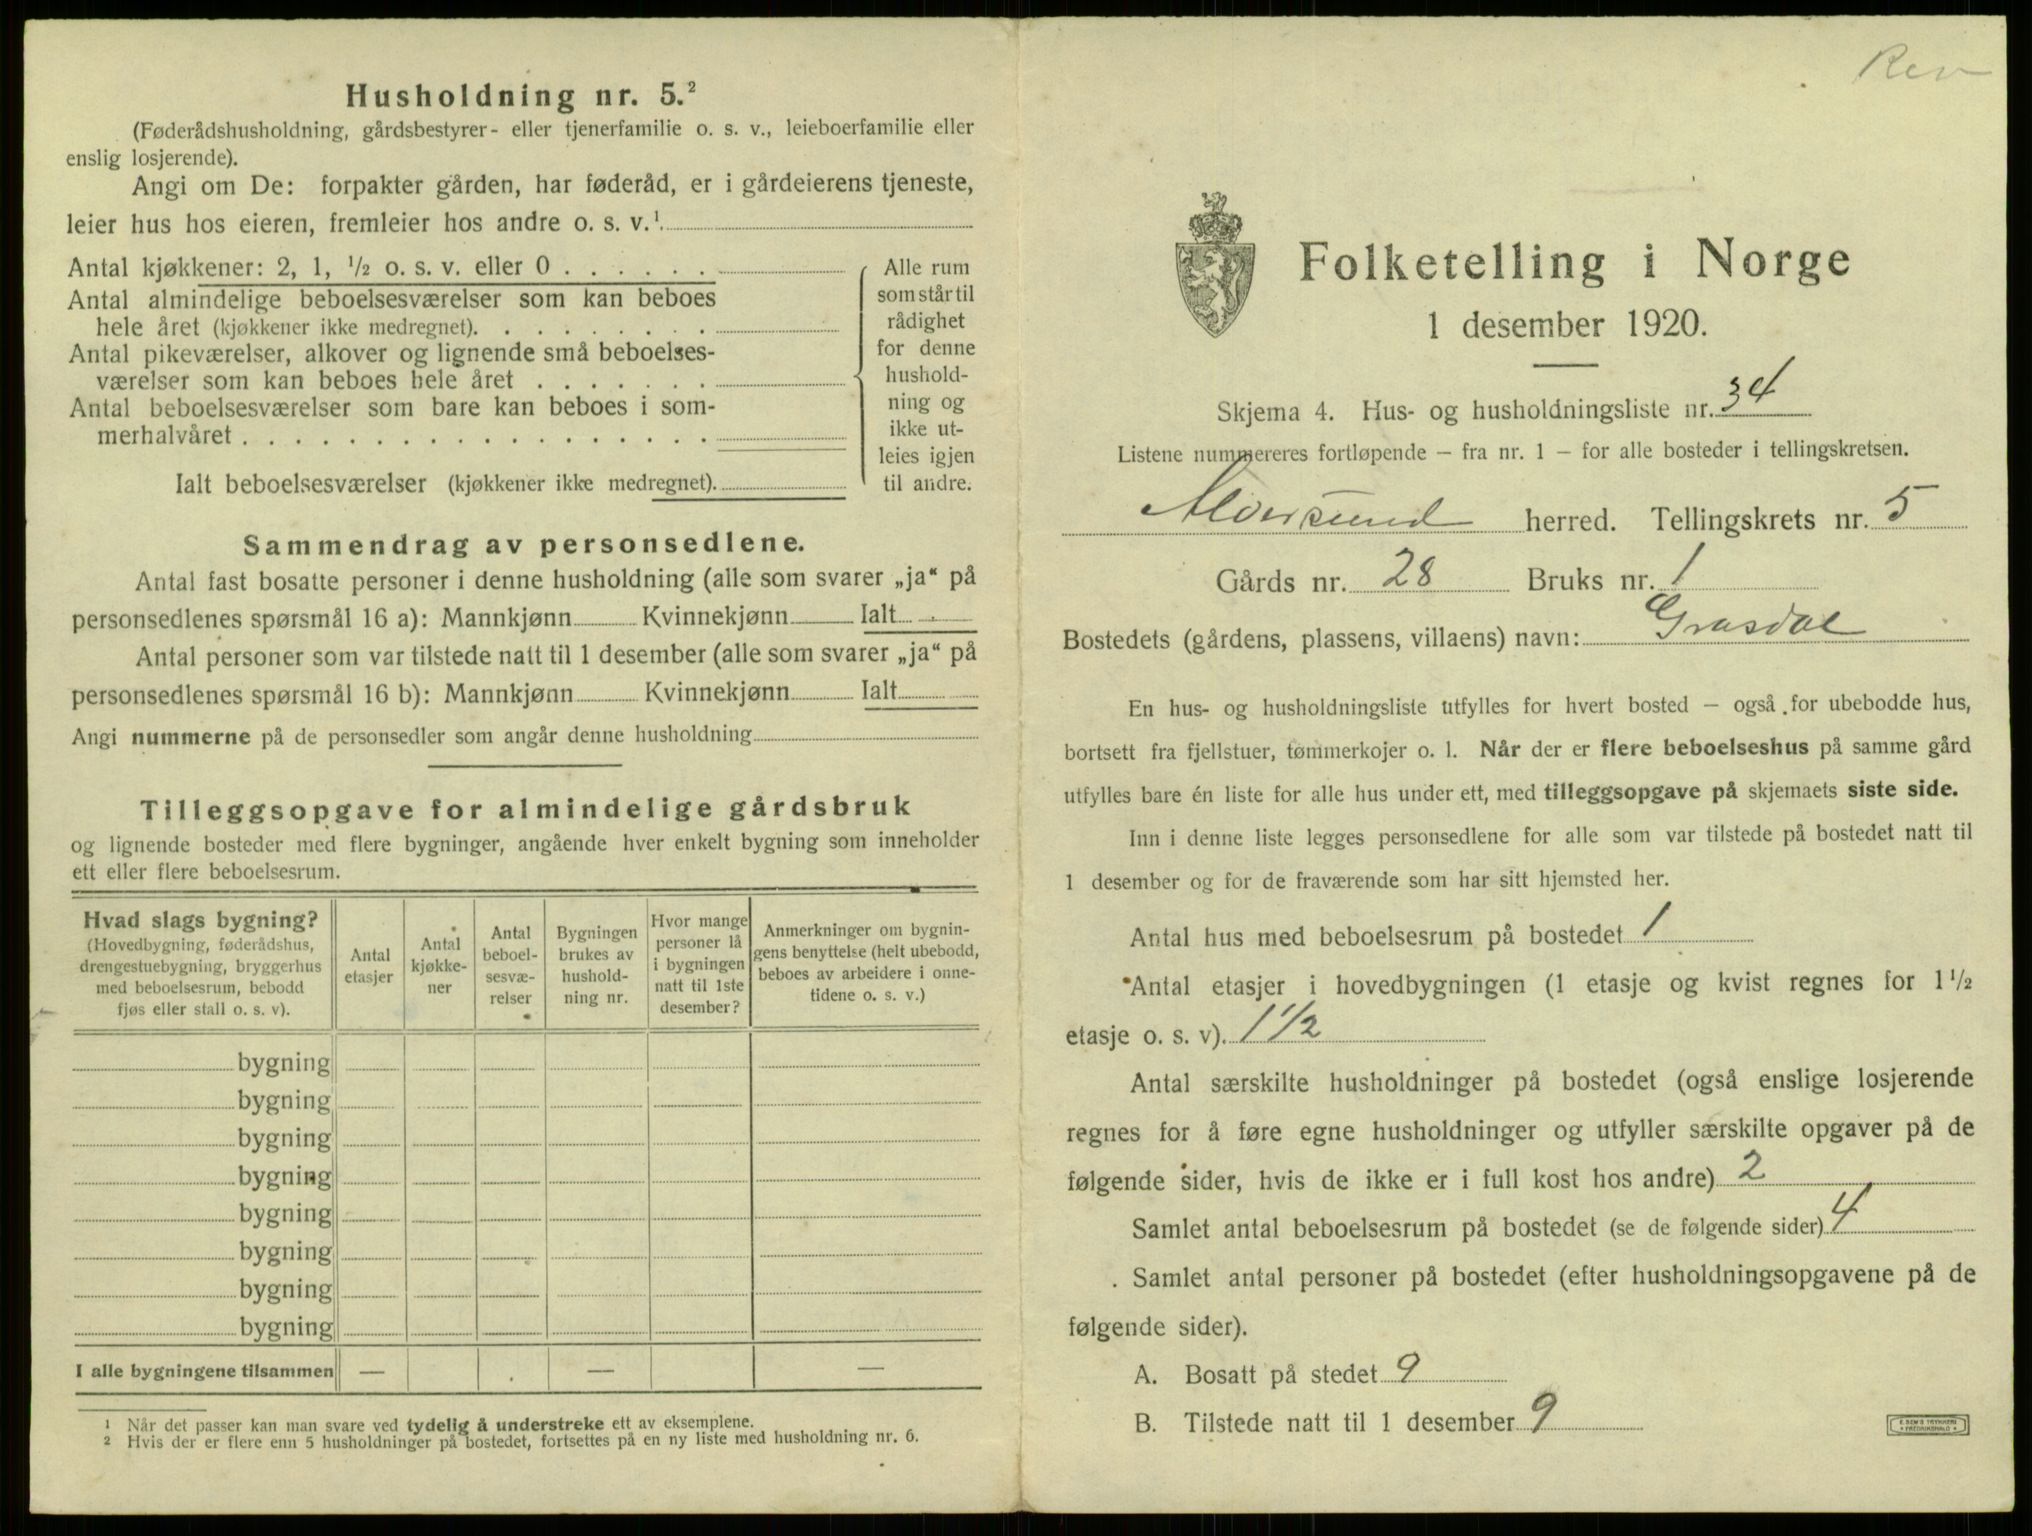 Husholdning nr. 5.²
(Føderådshusholdning, gårdsbestyrer- eller tjenerfamilie o. s. v., leieboerfamilie eller
enslig losjerende).
Angi om De: forpakter gården, har føderåd, er i gårdeierens tjeneste,
leier hus hos eieren, fremleier hos andre o. s. v.¹
Antal kjøkkener: 2, 1, ½ o. s. v. eller 0 . . . . . .
Antal almindelige beboelsesværelser som kan beboes
hele året (kjøkkener ikke medregnet). . . . . . . . .
Antal pikeværelser, alkover og lignende små beboelses-
værelser som kan beboes hele året . . . . . . .
Antal beboelsesværelser som bare kan beboes i som-
merhalvåret . . . . . . . . . . . . . . . . . .
Ialt beboelsesværelser (kjøkkener ikke medregnet).
Alle rum
som står til
rådighet
for denne
hushold-
ning og
ikke ut-
leies igjen
til andre.
Sammendrag av personsedlene.
Antal fast bosatte personer i denne husholdning (alle som svarer „ja“ på
personsedlenes spørsmål 16 a): Mannkjønn Kvinnekjønn Ialt
Antal personer som var tilstede natt til 1 desember (alle som svarer „ja“ på
personsedlenes spørsmål 16 b): Mannkjønn Kvinnekjønn Ialt
Angi nummerne på de personsedler som angår denne husholdning
Tilleggsopgave for almindelige gårdsbruk
og lignende bosteder med flere bygninger, angående hver enkelt bygning som inneholder
ett eller flere beboelsesrum.
Hvad slags bygning?
(Hovedbygning, føderådshus,
drengestuebygning, bryggerhus
med beboelsesrum, bebodd
fjøs eller stall o. s. v).
Antal
etasjer
Antal
kjøkke-
ner
Antal
beboel-
sesvæ-
relser
Bygningen
brukes av
hushold-
ning nr.
Hvor mange
personer lå
i bygningen
natt til 1ste
desember?
Anmerkninger om bygnin-
gens benyttelse (helt ubebodd,
beboes av arbeidere i onne-
tidene o. s. v.)
bygning
bygning
bygning
bygning
bygning
bygning
bygning
bygning
I alle bygningene tilsammen — — —
¹ Når det passer kan man svare ved tydelig å understreke ett av eksemplene.
² Hvis der er flere enn 5 husholdninger på bostedet, fortsettes på en ny liste med husholdning nr. 6.
Rev
Folketelling i Norge
1 desember 1920.
Skjema 4. Hus- og husholdningsliste nr. 34
Listene nummereres fortløpende — fra nr. 1 — for alle bosteder i tellingskretsen.
Alversund herred. Tellingskrets nr. 5
Gårds nr. 28 Bruks nr. 1
Bostedets (gårdens, plassens, villaens) navn: Grasdal
En hus- og husholdningsliste utfylles for hvert bosted — også for ubebodde hus,
bortsett fra fjellstuer, tømmerkojer o. l. Når der er flere beboelseshus på samme gård
utfylles bare én liste for alle hus under ett, med tilleggsopgave på skjemaets siste side.
Inn i denne liste legges personsedlene for alle som var tilstede på bostedet natt til
1 desember og for de fraværende som har sitt hjemsted her.
Antal hus med beboelsesrum på bostedet 1
Antal etasjer i hovedbygningen (1 etasje og kvist regnes for 1 ½
etasje o. s. v). 1 ½
Antal særskilte husholdninger på bostedet (også enslige losjerende
regnes for å føre egne husholdninger og utfyller særskilte opgaver på de
følgende sider, hvis de ikke er i full kost hos andre) 2
Samlet antal beboelsesrum på bostedet (se de følgende sider) 4
Samlet antal personer på bostedet (efter husholdningsopgavene på de
følgende sider).
A. Bosatt på stedet 9
B. Tilstede natt til 1 desember 9